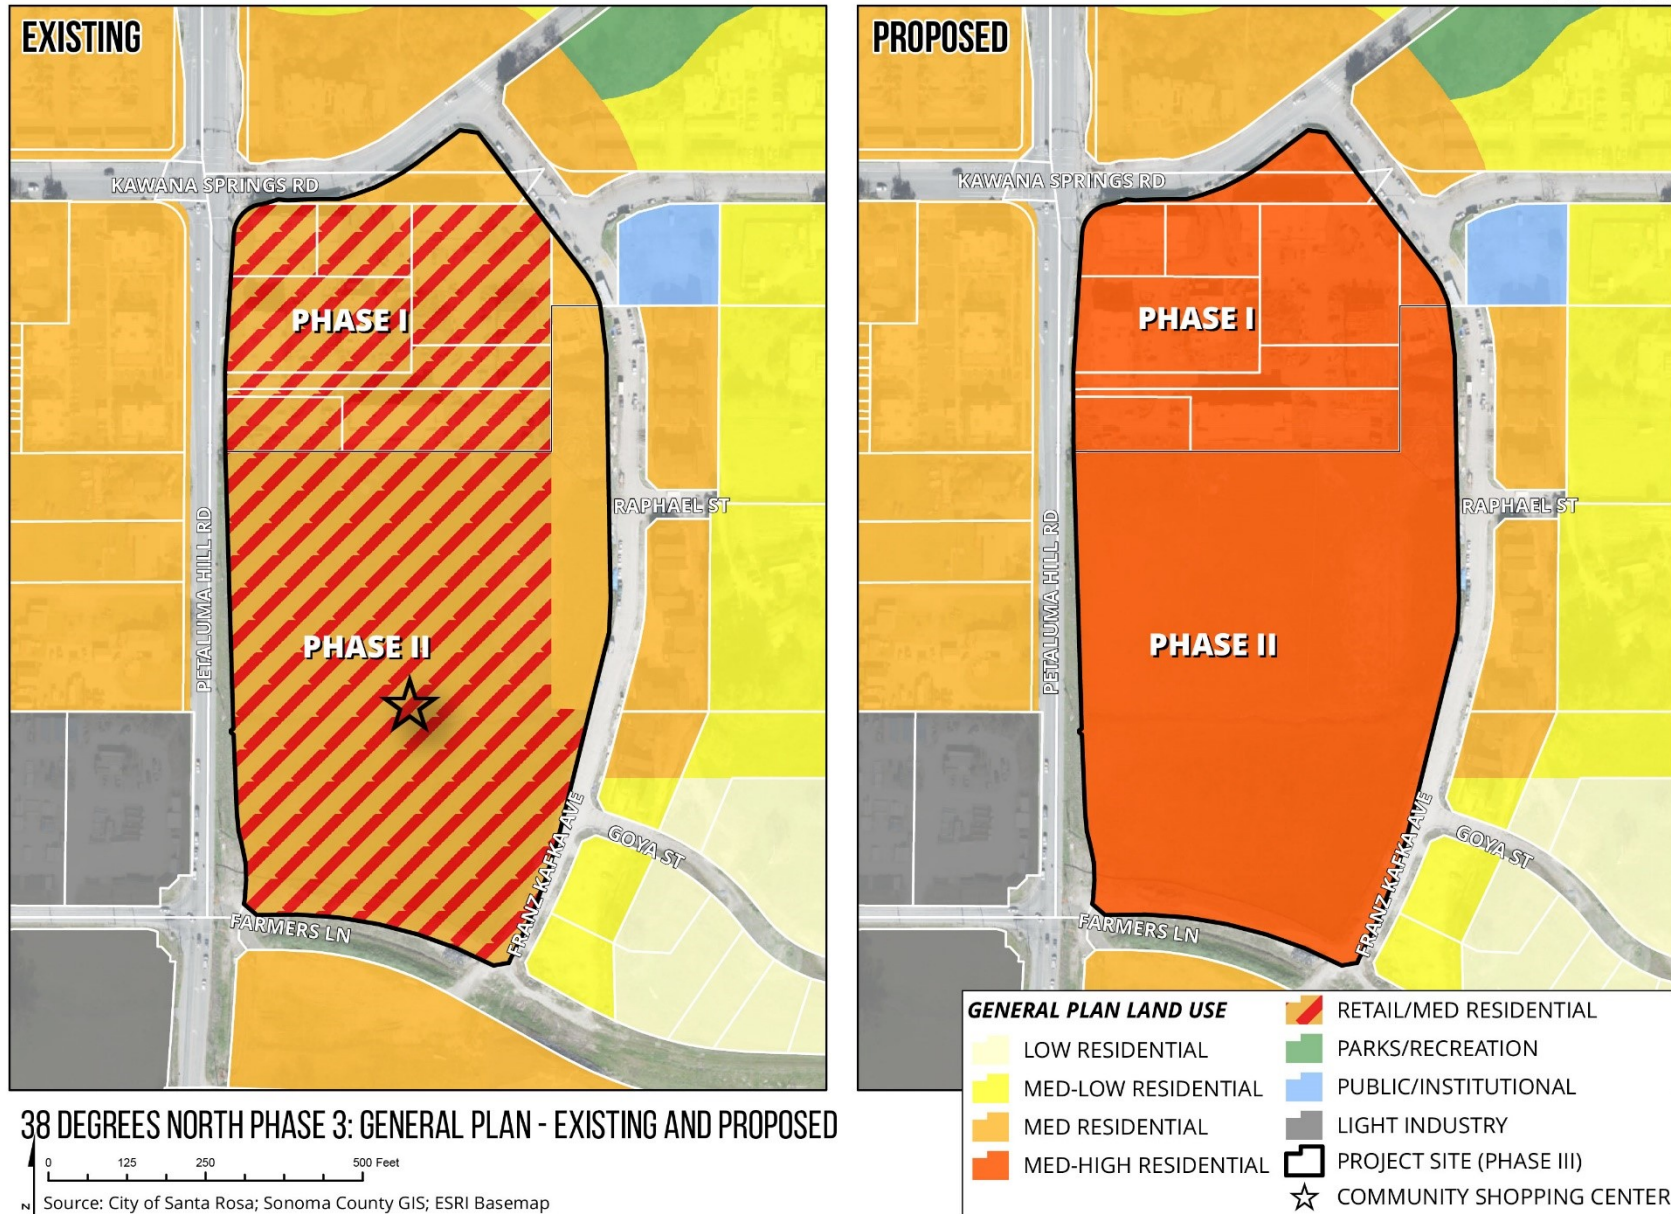 EXISTING
KAWANA SPRINGS RD
PHASE I
PETALUMA HILL RD
RAPHAEL ST
PHASE II
FRANZ KAFKA AVE
GOYA ST
FARMERS LN
PROPOSED
KAWANA SPRINGS RD
PHASE I
PETALUMA HILL RD
RAPHAEL ST
PHASE II
FRANZ KAFKA AVE
GOYA ST
FARMERS LN
GENERAL PLAN LAND USE
LOW RESIDENTIAL
MED-LOW RESIDENTIAL
MED RESIDENTIAL
MED-HIGH RESIDENTIAL
RETAIL/MED RESIDENTIAL
PARKS/RECREATION
PUBLIC/INSTITUTIONAL
LIGHT INDUSTRY
PROJECT SITE (PHASE III)
COMMUNITY SHOPPING CENTER
38 DEGREES NORTH PHASE 3: GENERAL PLAN - EXISTING AND PROPOSED
0 125 250 500 Feet
N
Source: City of Santa Rosa; Sonoma County GIS; ESRI Basemap